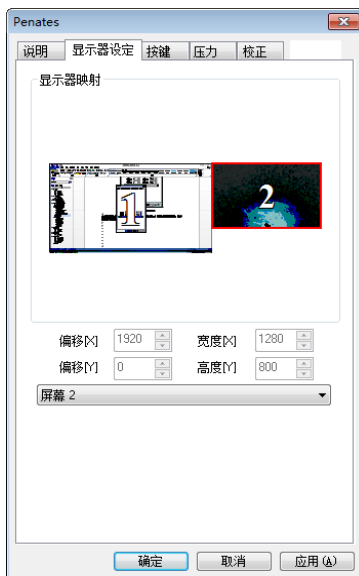 Penates
说明 显示器设定 按键 压力 校正
显示器映射
1 2
偏移[X] 1920 宽度[X] 1280
偏移[Y] 0 高度[Y] 800
屏幕 2
确定 取消 应用(A)